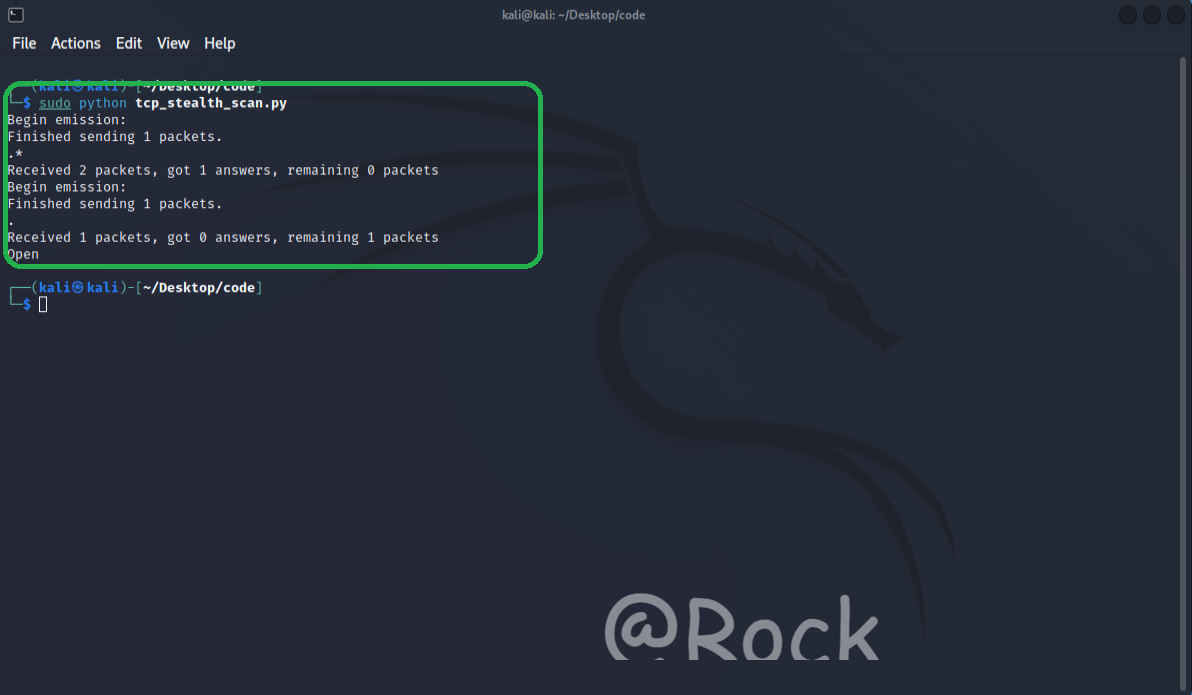 kali@kali: ~/Desktop/code
File Actions Edit View Help
┌──(kali㉿kali)-[~/Desktop/code]
└─$ sudo python tcp_stealth_scan.py
Begin emission:
Finished sending 1 packets.
.*
Received 2 packets, got 1 answers, remaining 0 packets
Begin emission:
Finished sending 1 packets.
.
Received 1 packets, got 0 answers, remaining 1 packets
Open
┌──(kali㉿kali)-[~/Desktop/code]
└─$
@Rock